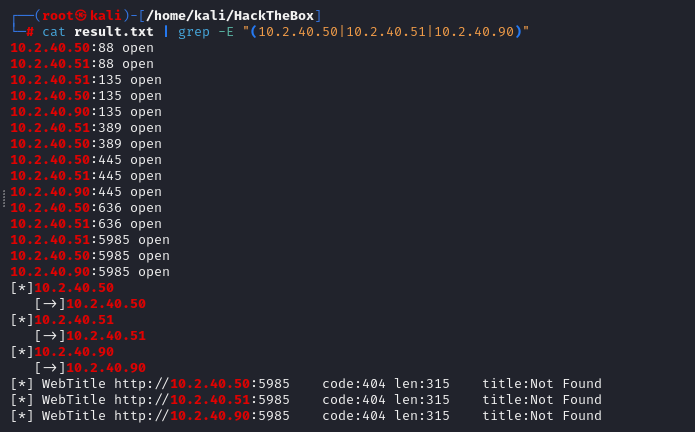 ┌──(root㉿kali)-[/home/kali/HackTheBox]
└─# cat result.txt | grep -E "(10.2.40.50|10.2.40.51|10.2.40.90)"
10.2.40.50:88 open
10.2.40.51:88 open
10.2.40.51:135 open
10.2.40.50:135 open
10.2.40.90:135 open
10.2.40.51:389 open
10.2.40.50:389 open
10.2.40.50:445 open
10.2.40.51:445 open
10.2.40.90:445 open
10.2.40.50:636 open
10.2.40.51:636 open
10.2.40.51:5985 open
10.2.40.50:5985 open
10.2.40.90:5985 open
[*]10.2.40.50
   [->]10.2.40.50
[*]10.2.40.51
   [->]10.2.40.51
[*]10.2.40.90
   [->]10.2.40.90
[*] WebTitle http://10.2.40.50:5985    code:404 len:315    title:Not Found
[*] WebTitle http://10.2.40.51:5985    code:404 len:315    title:Not Found
[*] WebTitle http://10.2.40.90:5985    code:404 len:315    title:Not Found